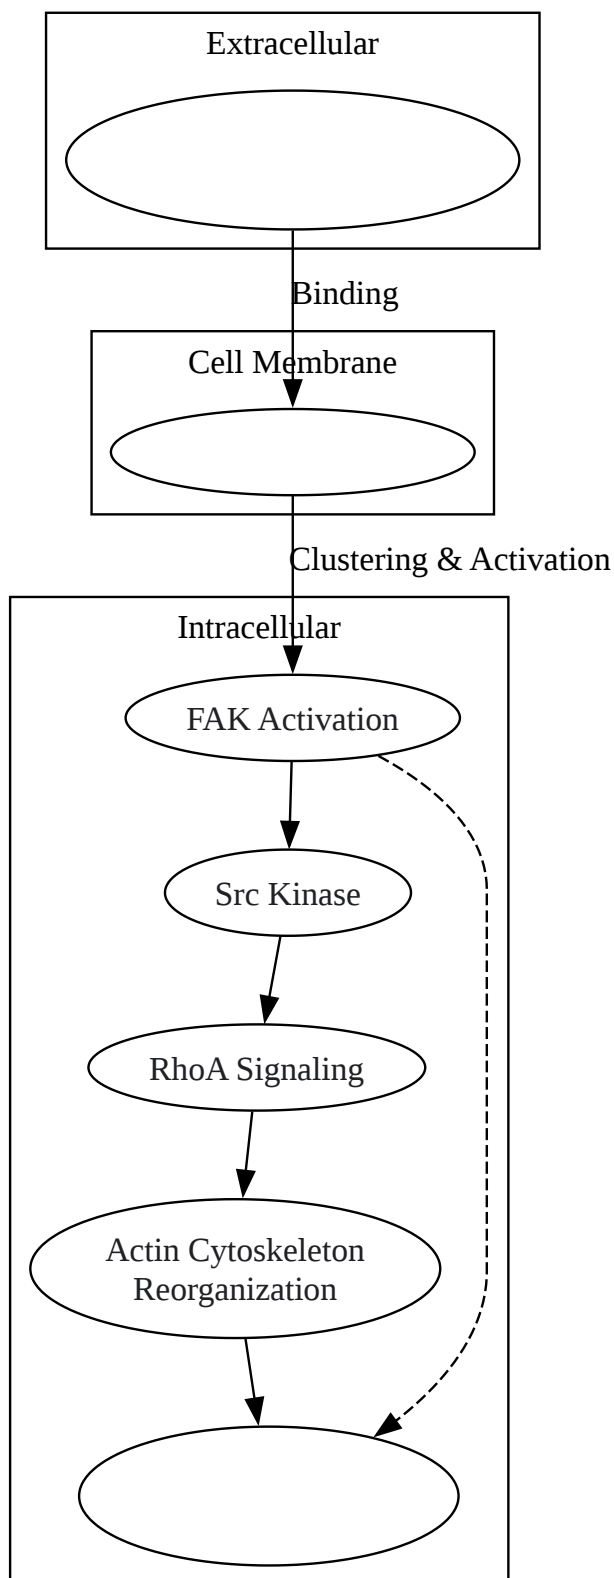 Extracellular
Binding
Cell Membrane
Clustering & Activation
Intracellular
FAK Activation
Src Kinase
RhoA Signaling
Actin Cytoskeleton
Reorganization